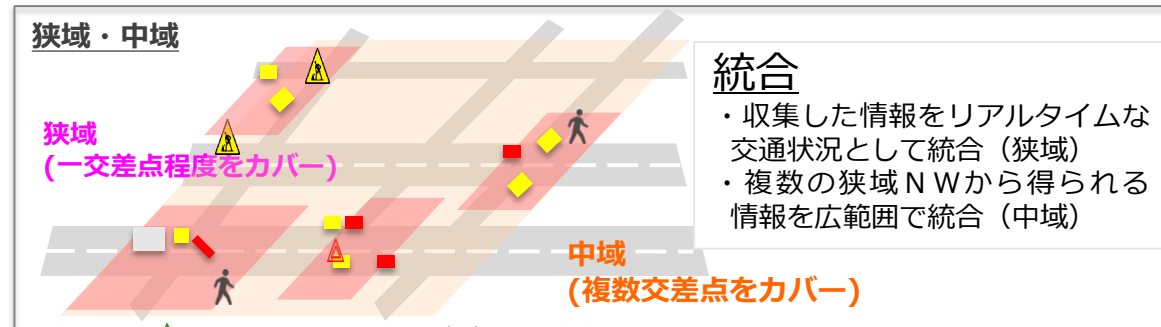 狭域・中域
統合
・収集した情報をリアルタイムな
交通状況として統合（狭域）
・複数の狭域ＮＷから得られる
情報を広範囲で統合（中域）
狭域
(一交差点程度をカバー)
中域
(複数交差点をカバー)